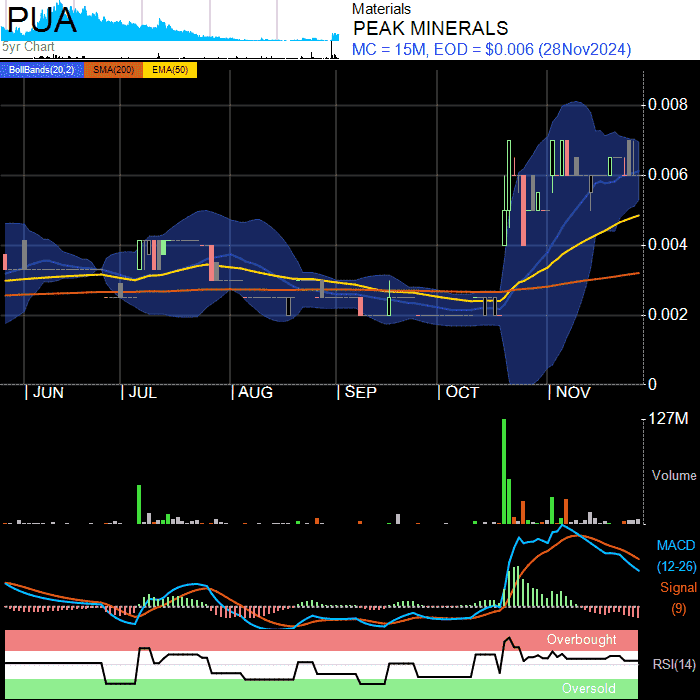 PUA
5yr Chart
Materials
PEAK MINERALS
MC = 15M, EOD = $0.006 (28Nov2024)
BollBands(20,2) SMA(200) EMA(50)
0.008
0.006
0.004
0.002
0
JUN JUL AUG SEP OCT NOV
127M
Volume
MACD
(12-26)
Signal
(9)
Overbought
RSI(14)
Oversold